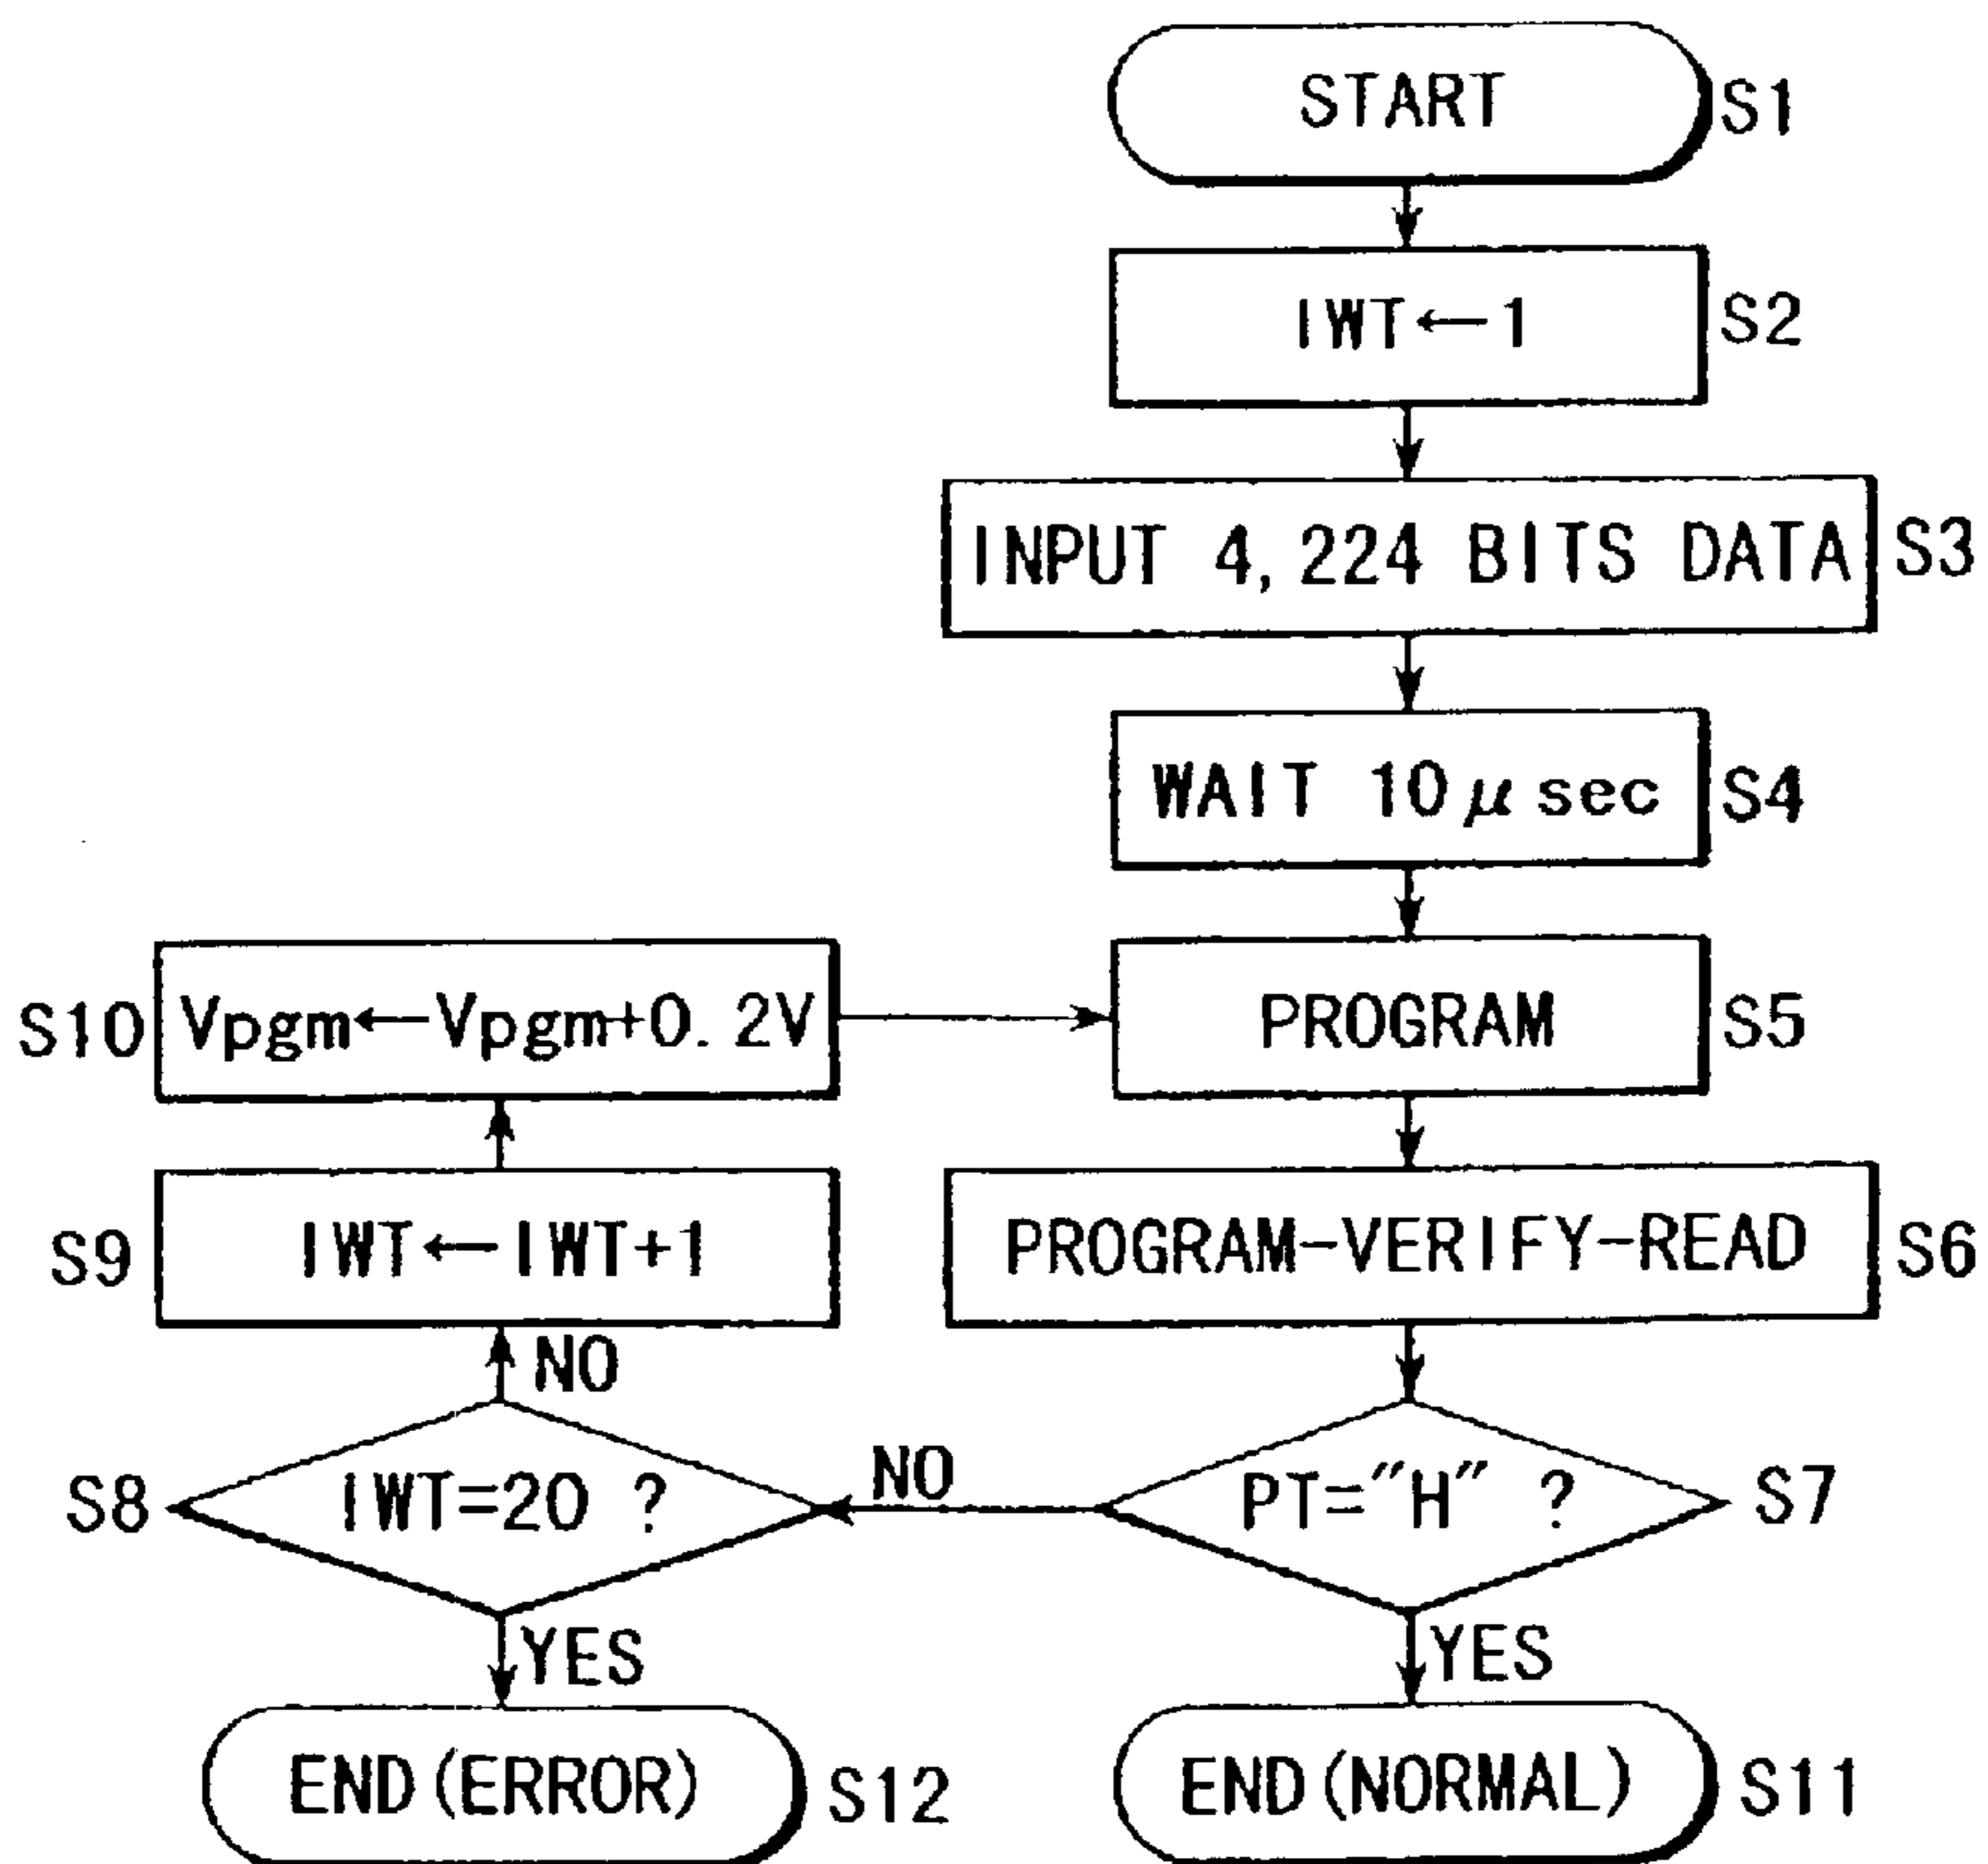 START
S1
IWT←1
S2
INPUT 4,224 BITS DATA
S3
WAIT 10μsec
S4
S10
Vpgm←Vpgm+0.2V
PROGRAM
S5
S9
IWT←IWT+1
PROGRAM-VERIFY-READ
S6
NO
S8
IWT=20 ?
NO
PT="H" ?
S7
YES
YES
END(ERROR)
S12
END(NORMAL)
S11